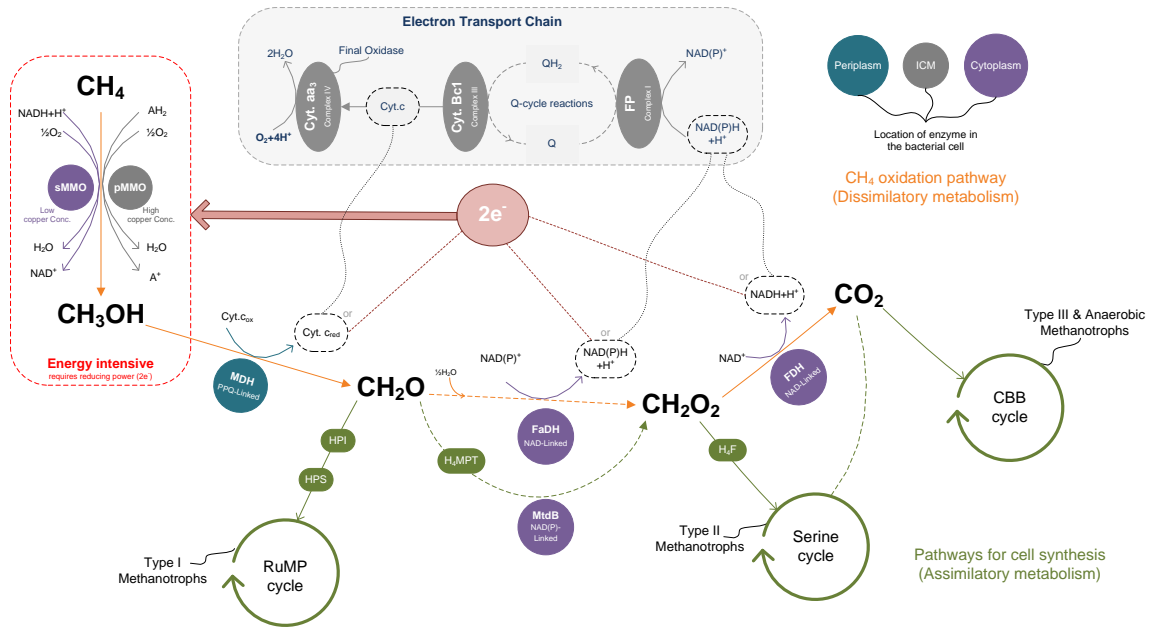 Electron Transport Chain
2H₂O
Final Oxidase
Cyt. aa₃
Complex IV
O₂+4H⁺
Cyt.c
Cyt. Bc1
Complex III
QH₂
Q-cycle reactions
Q
FP
Complex I
NAD(P)⁺
NAD(P)H
+H⁺
Periplasm
ICM
Cytoplasm
Location of enzyme in
the bacterial cell
CH₄ oxidation pathway
(Dissimilatory metabolism)
CH₄
NADH+H⁺
½O₂
AH₂
½O₂
sMMO
pMMO
Low
copper Conc.
High
copper Conc.
H₂O
NAD⁺
H₂O
A⁺
CH₃OH
Energy intensive
requires reducing power (2e⁻)
2e⁻
Cyt.cₒₓ
or
Cyt. c_red
MDH
PPQ-Linked
CH₂O
½H₂O
NAD(P)⁺
or
NAD(P)H
+H⁺
FaDH
NAD-Linked
CH₂O₂
or
NADH+H⁺
NAD⁺
FDH
NAD-Linked
CO₂
Type III & Anaerobic
Methanotrophs
CBB
cycle
HPI
HPS
H₄MPT
MtdB
NAD(P)-
Linked
H₄F
Type I
Methanotrophs
RuMP
cycle
Type II
Methanotrophs
Serine
cycle
Pathways for cell synthesis
(Assimilatory metabolism)